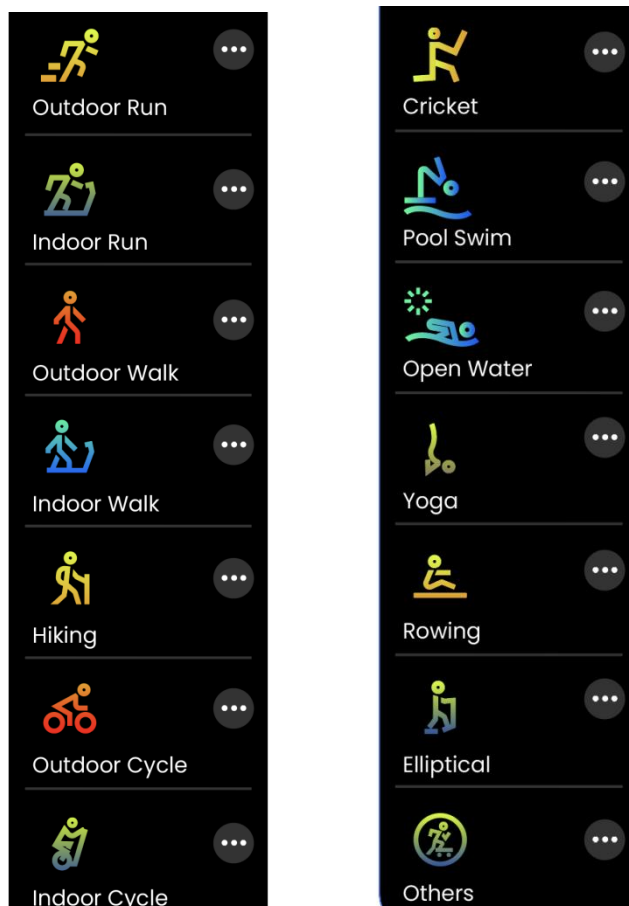 Outdoor Run
Indoor Run
Outdoor Walk
Indoor Walk
Hiking
Outdoor Cycle
Indoor Cycle
Cricket
Pool Swim
Open Water
Yoga
Rowing
Elliptical
Others